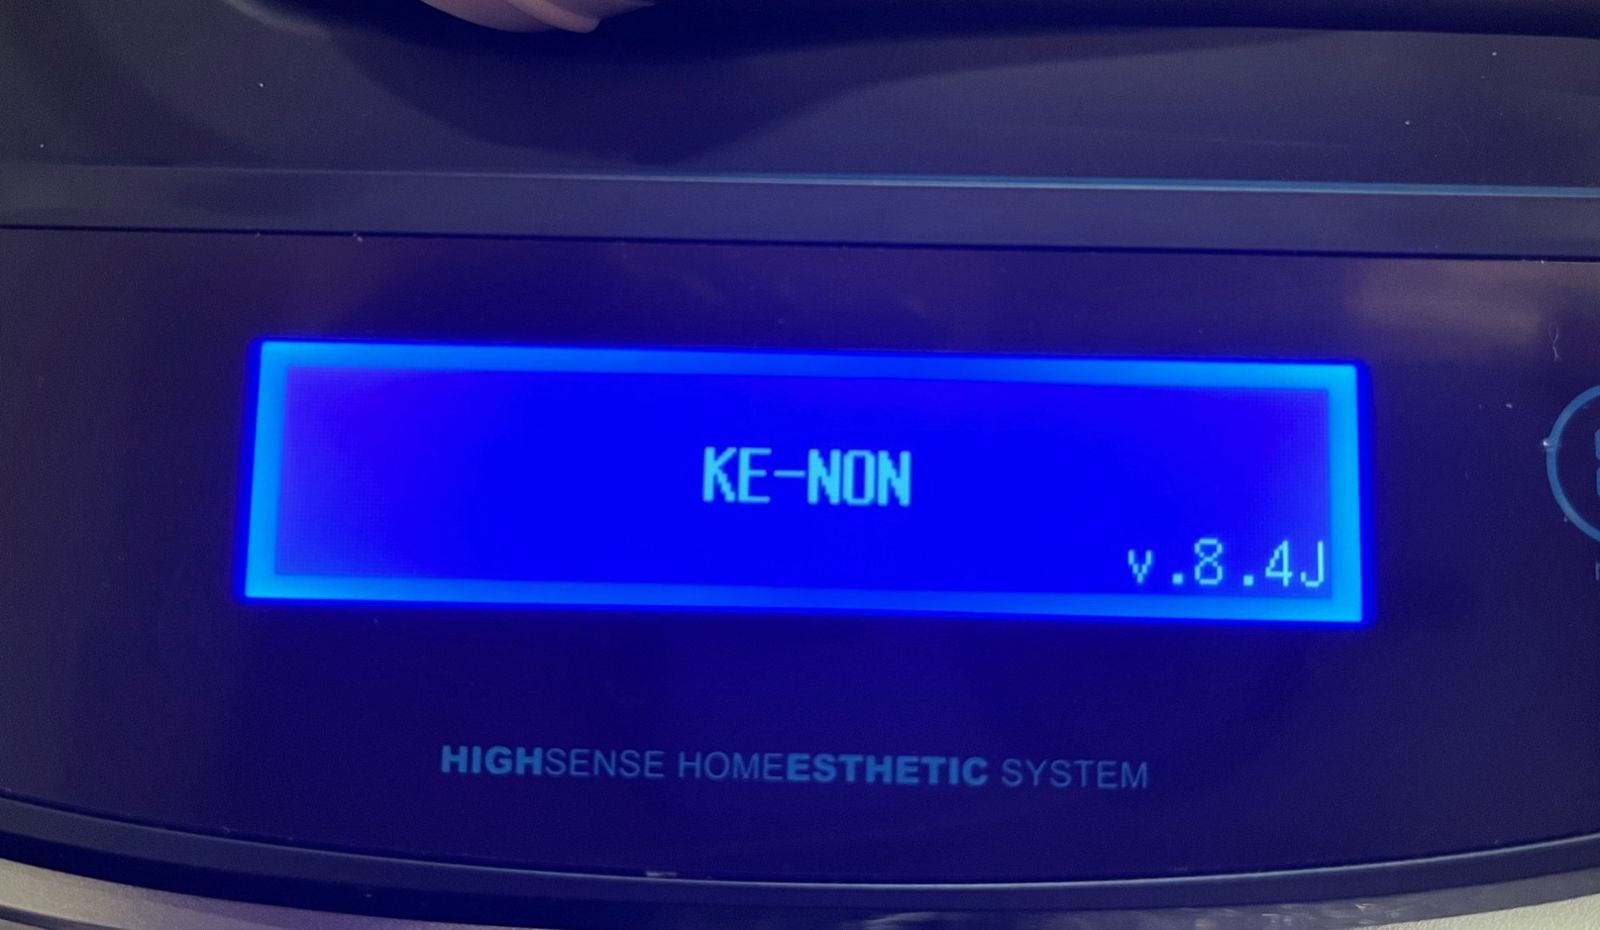 KE-NON
v.8.4J
HIGHSENSE HOMEESTHETIC SYSTEM